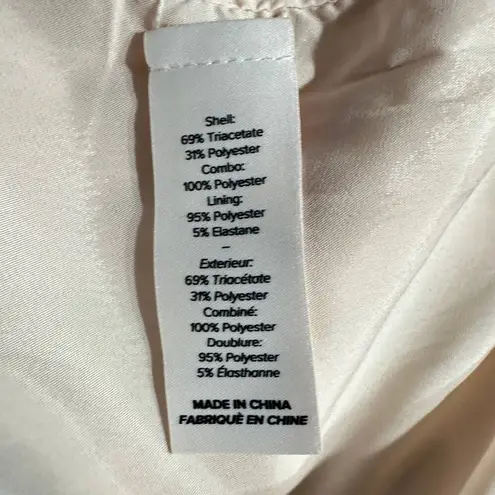 Shell:
69% Triacetate
31% Polyester
Combo:
100% Polyester
Lining:
95% Polyester
5% Elastane
–
Exterieur:
69% Triacétate
31% Polyester
Combiné:
100% Polyester
Doublure:
95% Polyester
5% Élasthanne
MADE IN CHINA
FABRIQUÈ EN CHINE